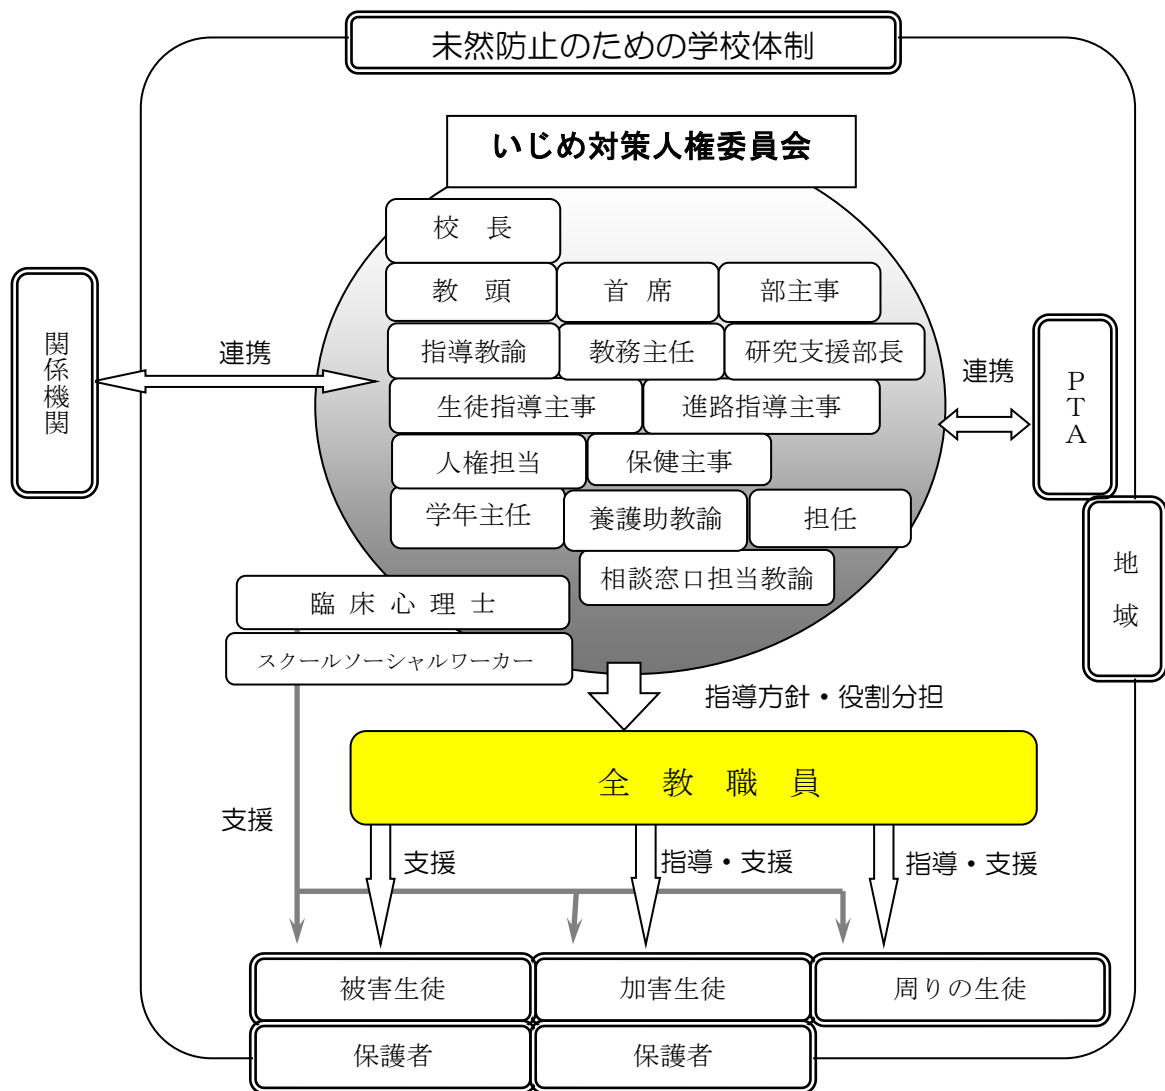 未然防止のための学校体制
いじめ対策人権委員会
校 長
教 頭
首 席
部主事
指導教諭
教務主任
研究支援部長
生徒指導主事
進路指導主事
人権担当
保健主事
学年主任
養護助教諭
担任
相談窓口担当教諭
臨 床 心 理 士
スクールソーシャルワーカー
関係機関
連携
連携
PTA
地域
指導方針・役割分担
全 教 職 員
支援
支援
指導・支援
指導・支援
被害生徒
加害生徒
周りの生徒
保護者
保護者